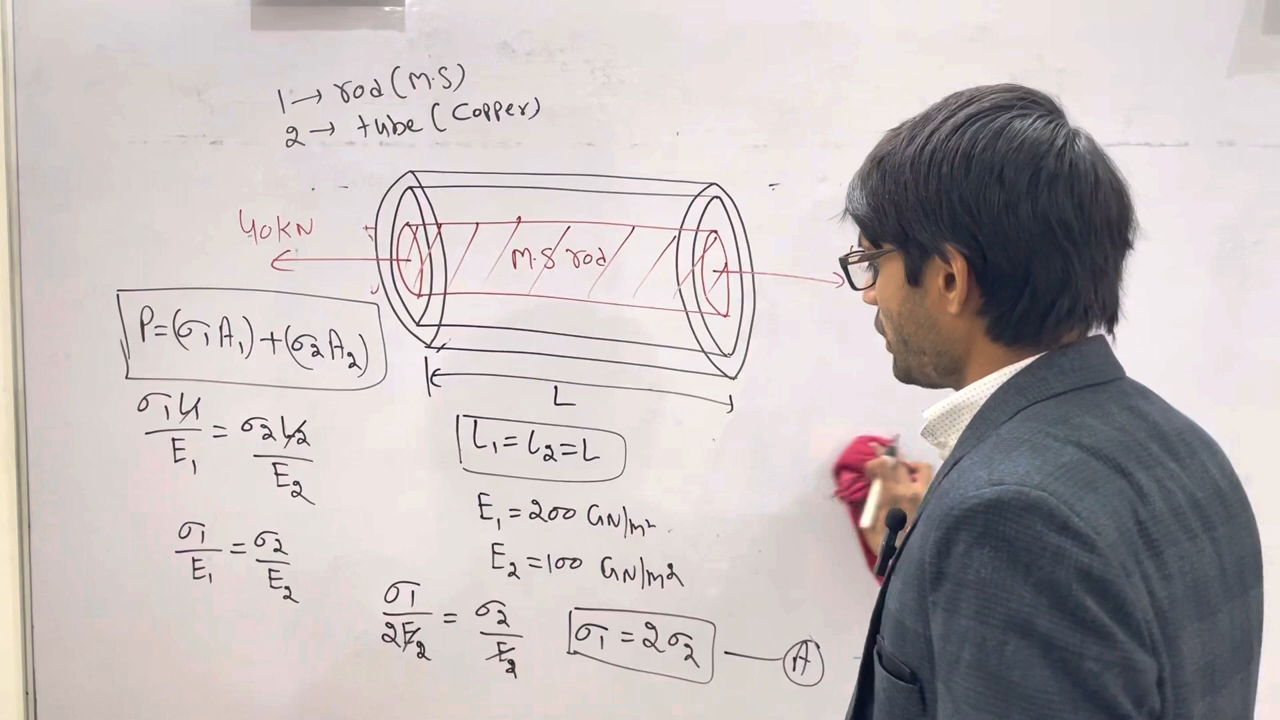 1 → rod (M.S)
2 → tube (Copper)
40KN
M.S rod
P=(σ₁A₁)+(σ₂A₂)
L
σ₁L₁/E₁ = σ₂L₂/E₂
L₁=L₂=L
E₁=200 GN/m²
σ₁/E₁ = σ₂/E₂
E₂=100 GN/m²
σ₁/2E₂ = σ₂/E₂
σ₁ = 2σ₂ — A